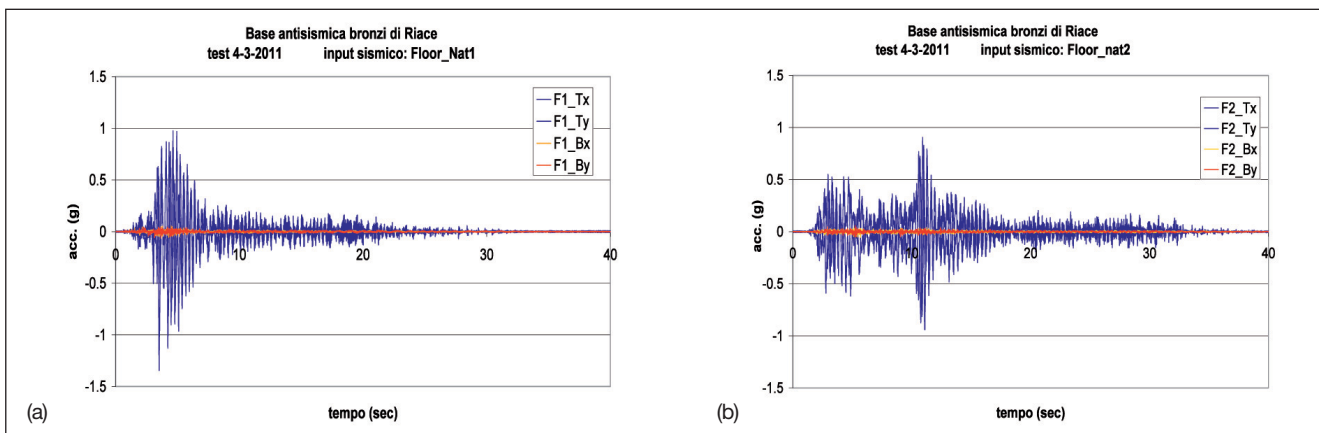 Base antisismica bronzi di Riace
test 4-3-2011 input sismico: Floor_Nat1
1.5
1
0.5
0
-0.5
-1
-1.5
acc. (g)
0 10 20 30 40
tempo (sec)
F1_Tx
F1_Ty
F1_Bx
F1_By
(a)
Base antisismica bronzi di Riace
test 4-3-2011 input sismico: Floor_nat2
1.5
1
0.5
0
-0.5
-1
-1.5
acc. (g)
0 10 20 30 40
tempo (sec)
F2_Tx
F2_Ty
F2_Bx
F2_By
(b)